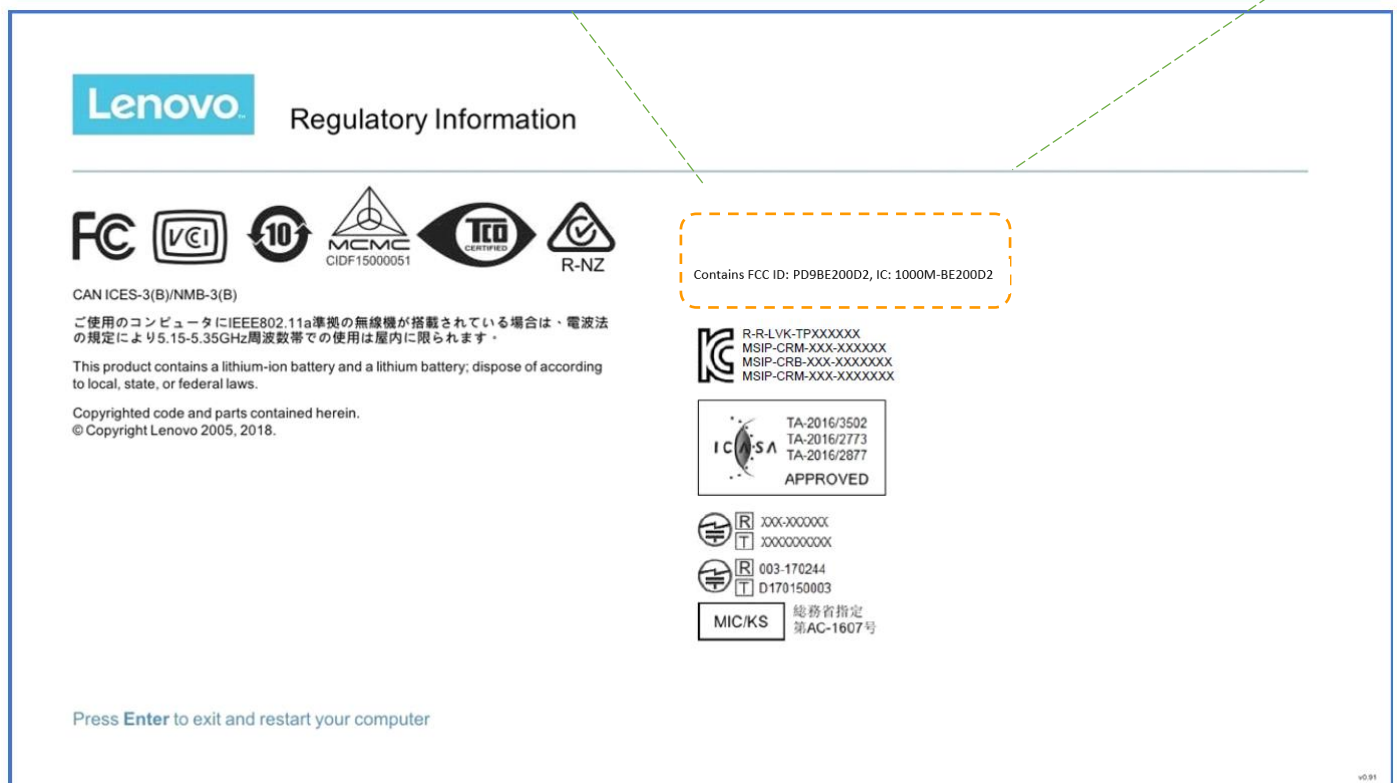 Lenovo
Regulatory Information
FC
VCI
10
MCMC
CIDF15000051
TCO
CERTIFIED
R-NZ
CAN ICES-3(B)/NMB-3(B)
ご使用のコンピュータにIEEE802.11a準拠の無線機が搭載されている場合は、電波法
の規定により5.15-5.35GHz周波数帯での使用は屋内に限られます。
This product contains a lithium-ion battery and a lithium battery; dispose of according
to local, state, or federal laws.
Copyrighted code and parts contained herein.
© Copyright Lenovo 2005, 2018.
Contains FCC ID: PD9BE200D2, IC: 1000M-BE200D2
R-R-LVK-TPXXXXXX
MSIP-CRM-XXX-XXXXXX
MSIP-CRB-XXX-XXXXXXX
MSIP-CRM-XXX-XXXXXXX
ICASA
TA-2016/3502
TA-2016/2773
TA-2016/2877
APPROVED
R XXX-XXXXXX
T XXXXXXXXXX
R 003-170244
T D170150003
MIC/KS
総務省指定
第AC-1607号
Press Enter to exit and restart your computer
v0.91